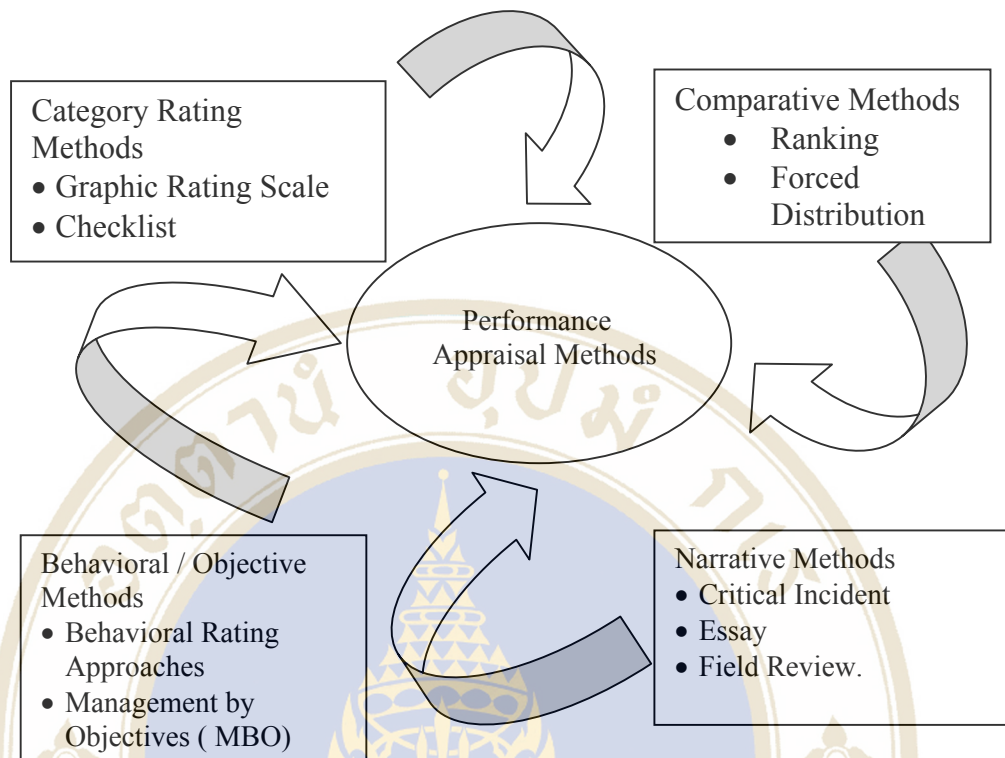 Category Rating
Methods
• Graphic Rating Scale
• Checklist
Comparative Methods
• Ranking
• Forced
Distribution
Performance
Appraisal Methods
Behavioral / Objective
Methods
• Behavioral Rating
Approaches
• Management by
Objectives ( MBO)
Narrative Methods
• Critical Incident
• Essay
• Field Review.